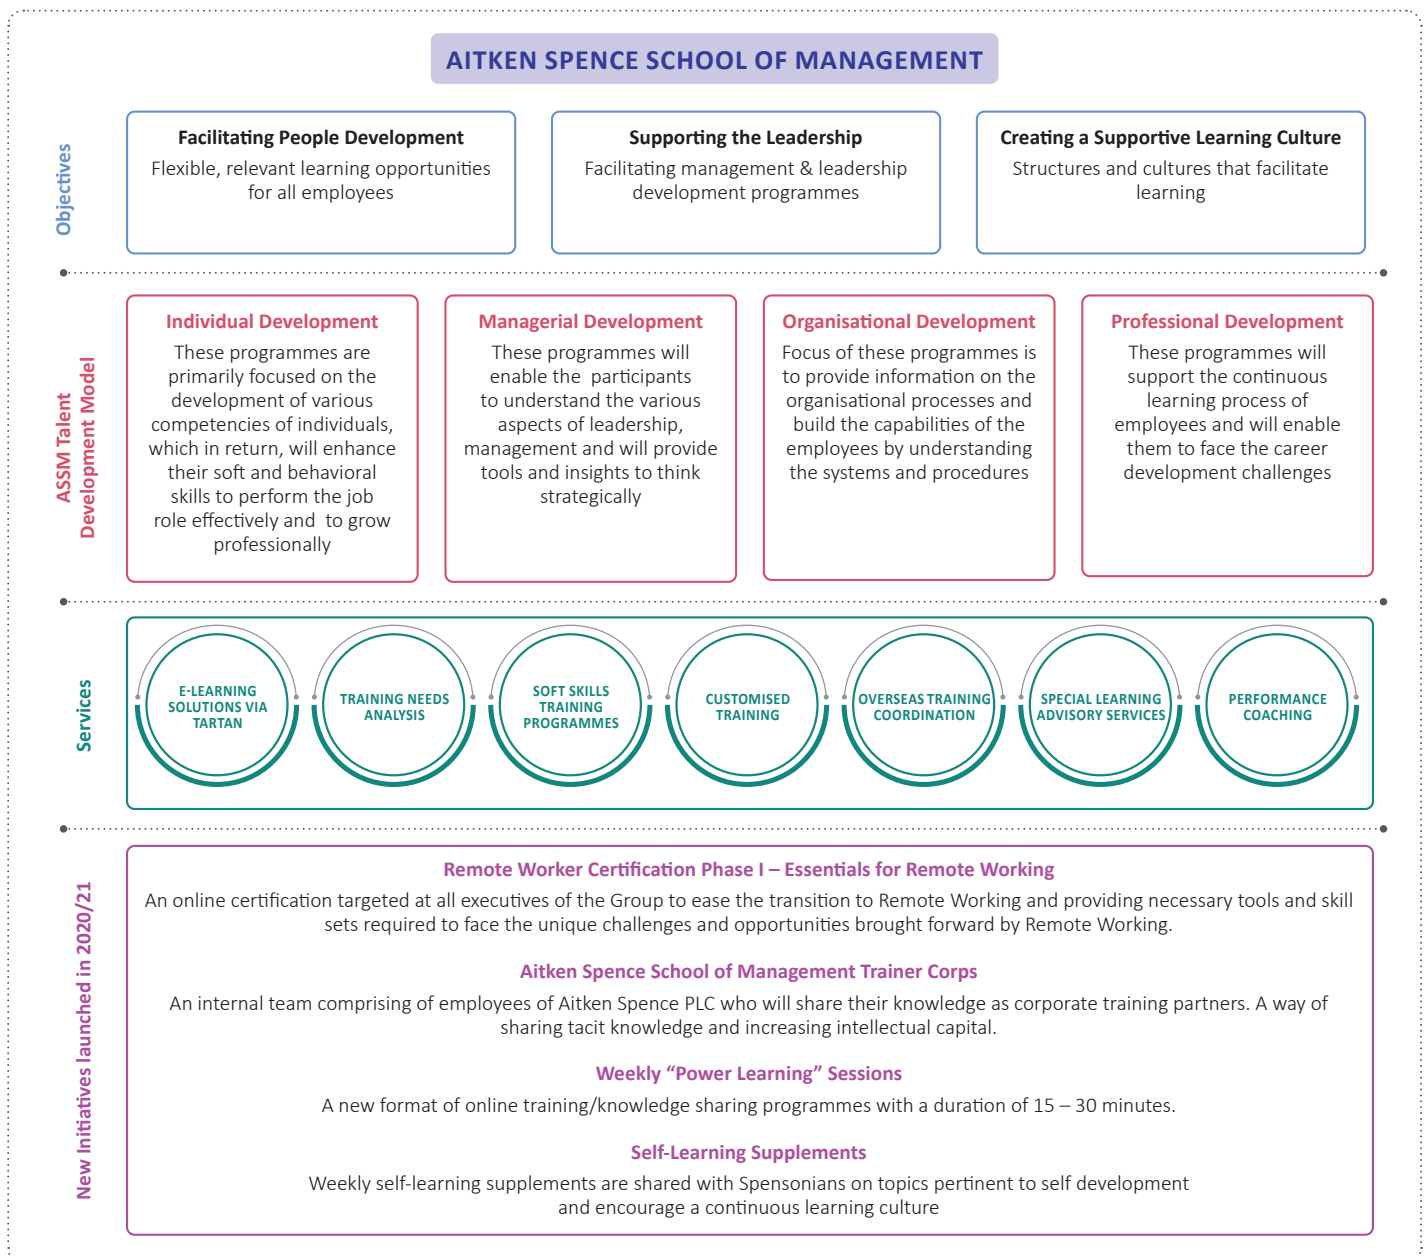 AITKEN SPENCE SCHOOL OF MANAGEMENT
Objectives
Facilitating People Development
Flexible, relevant learning opportunities
for all employees
Supporting the Leadership
Facilitating management & leadership
development programmes
Creating a Supportive Learning Culture
Structures and cultures that facilitate
learning
ASSM Talent
Development Model
Individual Development
These programmes are
primarily focused on the
development of various
competencies of individuals,
which in return, will enhance
their soft and behavioral
skills to perform the job
role effectively and to grow
professionally
Managerial Development
These programmes will
enable the participants
to understand the various
aspects of leadership,
management and will provide
tools and insights to think
strategically
Organisational Development
Focus of these programmes is
to provide information on the
organisational processes and
build the capabilities of the
employees by understanding
the systems and procedures
Professional Development
These programmes will
support the continuous
learning process of
employees and will enable
them to face the career
development challenges
Services
E-LEARNING
SOLUTIONS VIA
TARTAN
TRAINING NEEDS
ANALYSIS
SOFT SKILLS
TRAINING
PROGRAMMES
CUSTOMISED
TRAINING
OVERSEAS TRAINING
COORDINATION
SPECIAL LEARNING
ADVISORY SERVICES
PERFORMANCE
COACHING
New Initiatives launched in 2020/21
Remote Worker Certification Phase I – Essentials for Remote Working
An online certification targeted at all executives of the Group to ease the transition to Remote Working and providing necessary tools and skill
sets required to face the unique challenges and opportunities brought forward by Remote Working.
Aitken Spence School of Management Trainer Corps
An internal team comprising of employees of Aitken Spence PLC who will share their knowledge as corporate training partners. A way of
sharing tacit knowledge and increasing intellectual capital.
Weekly “Power Learning” Sessions
A new format of online training/knowledge sharing programmes with a duration of 15 – 30 minutes.
Self-Learning Supplements
Weekly self-learning supplements are shared with Spensonians on topics pertinent to self development
and encourage a continuous learning culture